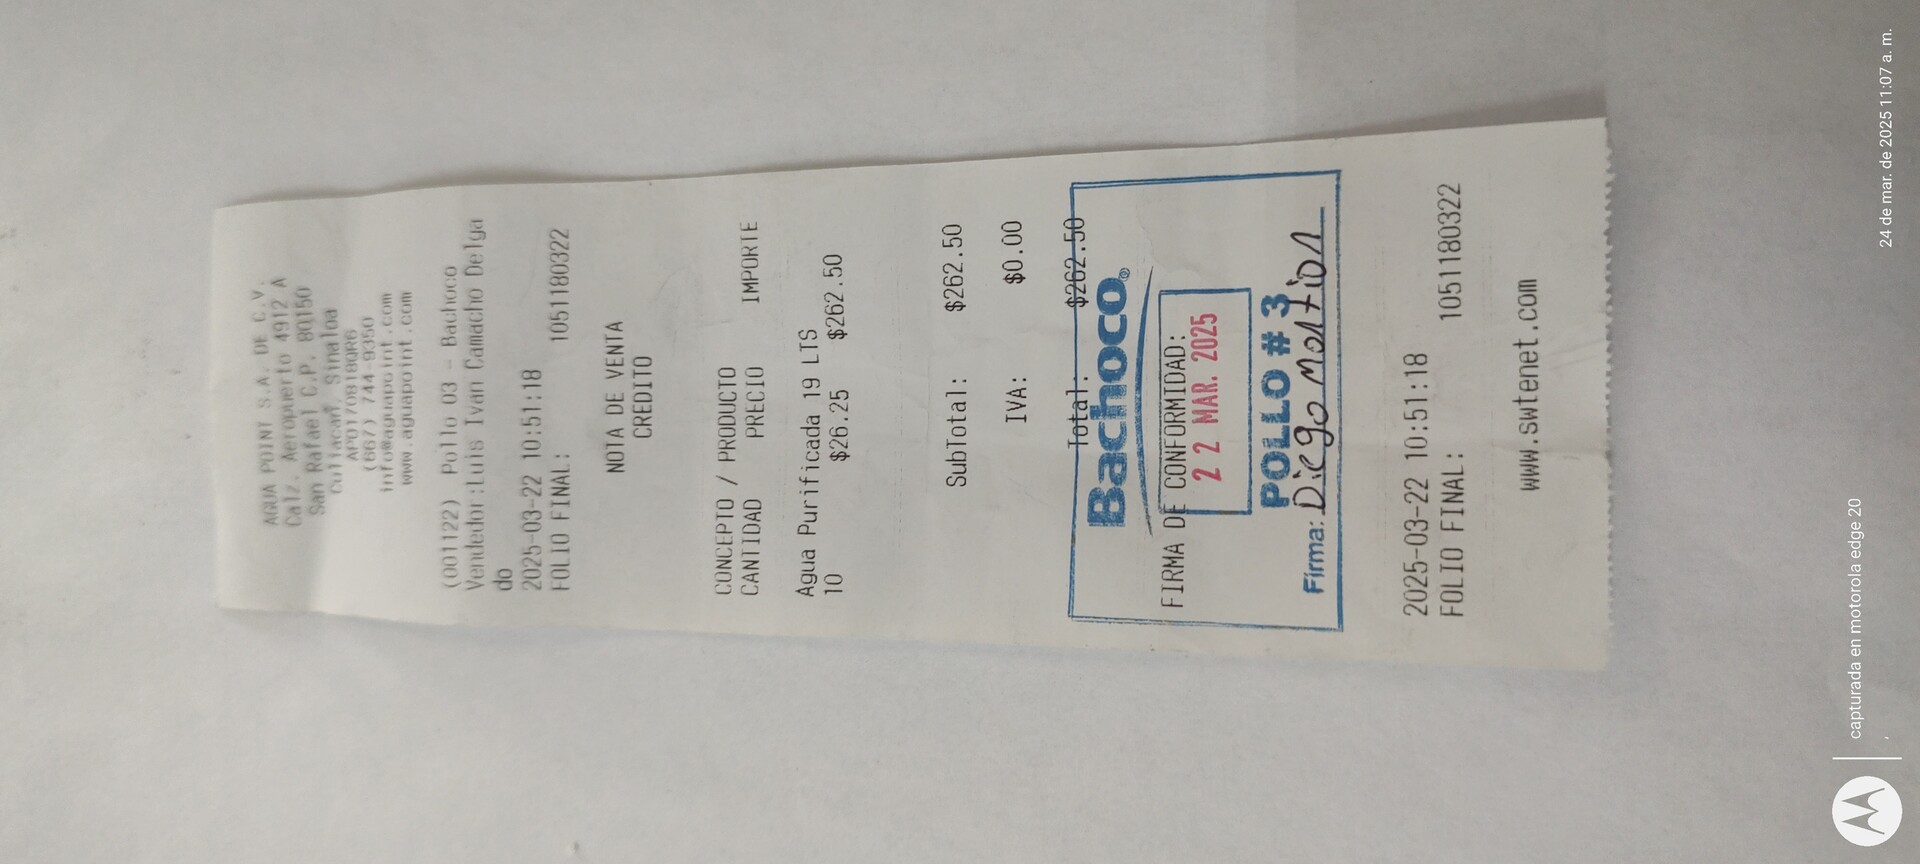 AGUA POINT S.A. DE C.V.
Calz. Aeropuerto 4912 A
San Rafael C.P. 80150
Culiacan, Sinaloa
(667) 744-9350
info@aguapoint.com
www.aguapoint.com
(001122) Pollo 03 - Bachoco
Vendedor:Luis Ivan Camacho Delga
do
2025-03-22 10:51:18
FOLIO FINAL: 1051180322
NOTA DE VENTA
CREDITO
CONCEPTO / PRODUCTO
CANTIDAD PRECIO IMPORTE
Agua Purificada 19 LTS
10 $26.25 $262.50
SubTotal: $262.50
IVA: $0.00
Total: $262.50
Bachoco®
FIRMA DE CONFORMIDAD:
22 MAR. 2025
POLLO # 3
Firma: Diego
2025-03-22 10:51:18
FOLIO FINAL: 1051180322
www.swtenet.com
capturada en motorola edge 20
24 de mar. de 2025 11:07 a. m.